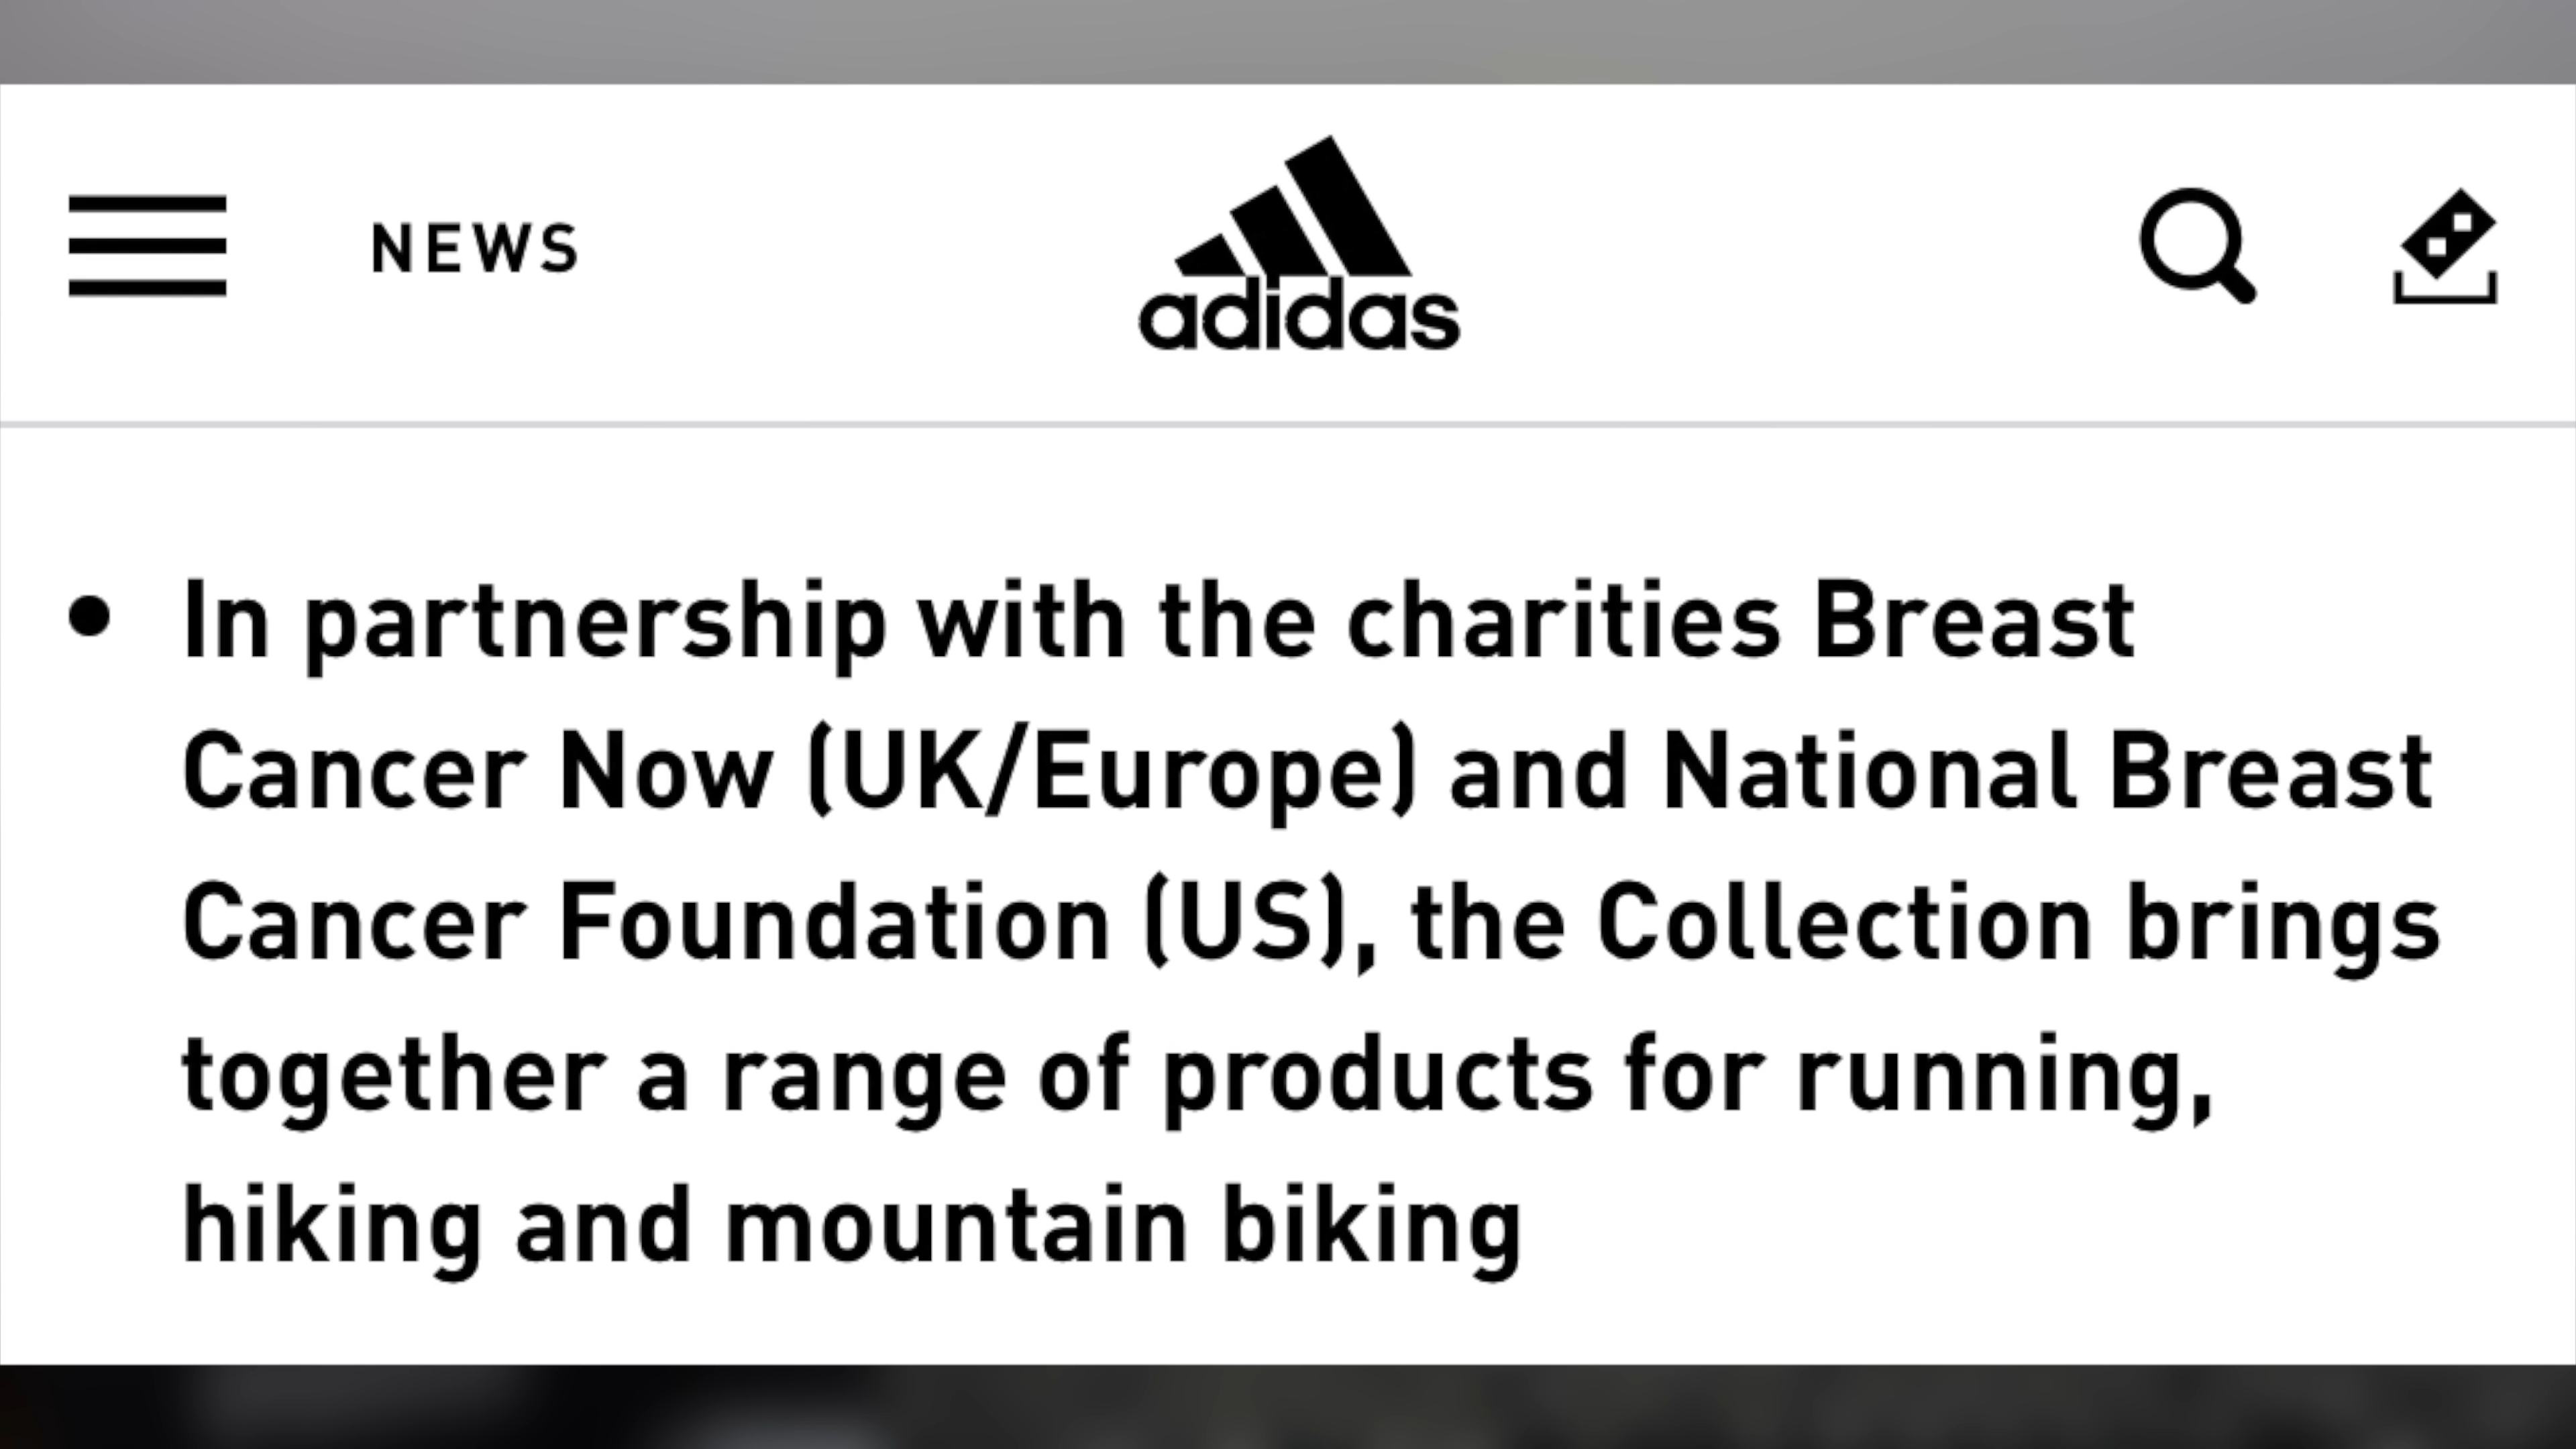 NEWS
adidas
• In partnership with the charities Breast
Cancer Now (UK/Europe) and National Breast
Cancer Foundation (US), the Collection brings
together a range of products for running,
hiking and mountain biking